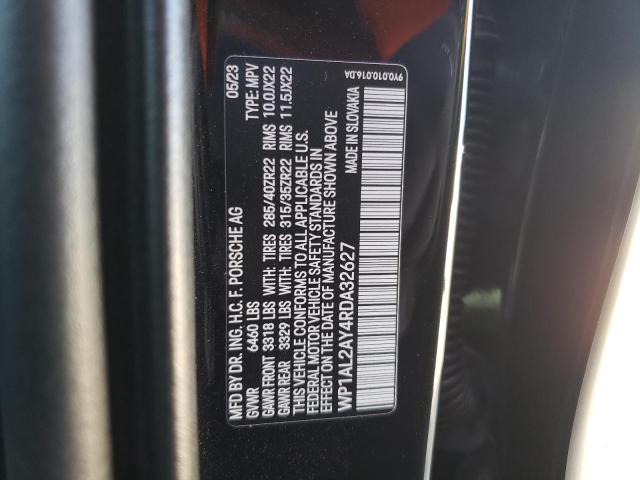 MFD BY DR. ING. H.C. F. PORSCHE AG 05/23
GVWR 6460 LBS TYPE: MPV
GAWR FRONT 3318 LBS WITH: TIRES 285/40ZR22 RIMS 10.0JX22
GAWR REAR 3329 LBS WITH: TIRES 315/35ZR22 RIMS 11.5JX22
THIS VEHICLE CONFORMS TO ALL APPLICABLE U.S.
FEDERAL MOTOR VEHICLE SAFETY STANDARDS IN
EFFECT ON THE DATE OF MANUFACTURE SHOWN ABOVE
WP1AL2AY4RDA32627 MADE IN SLOVAKIA
9Y0.010.016.DA